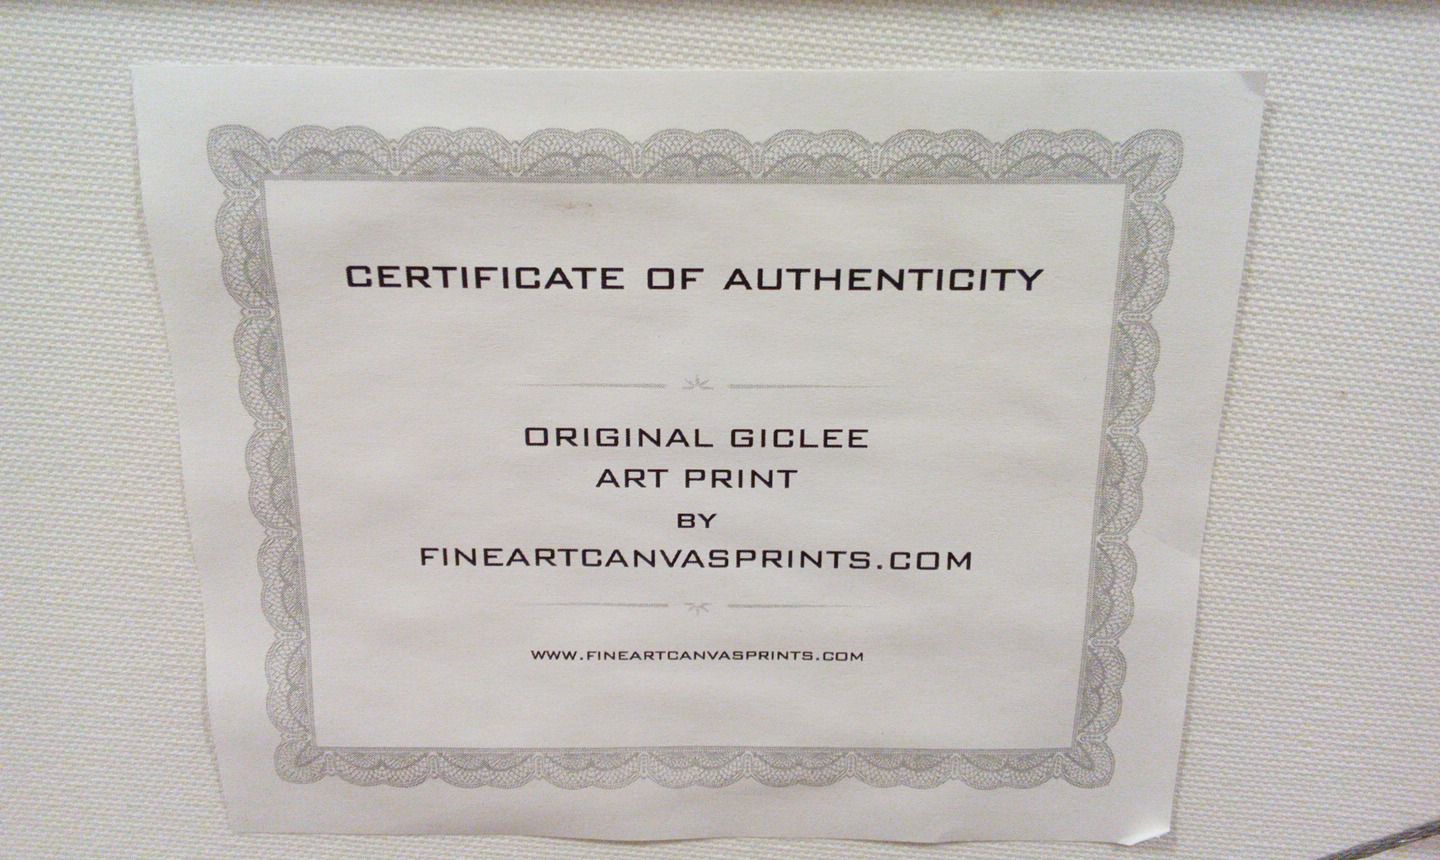 CERTIFICATE OF AUTHENTICITY
ORIGINAL GICLEE
ART PRINT
BY
FINEARTCANVASPRINTS.COM
WWW.FINEARTCANVASPRINTS.COM